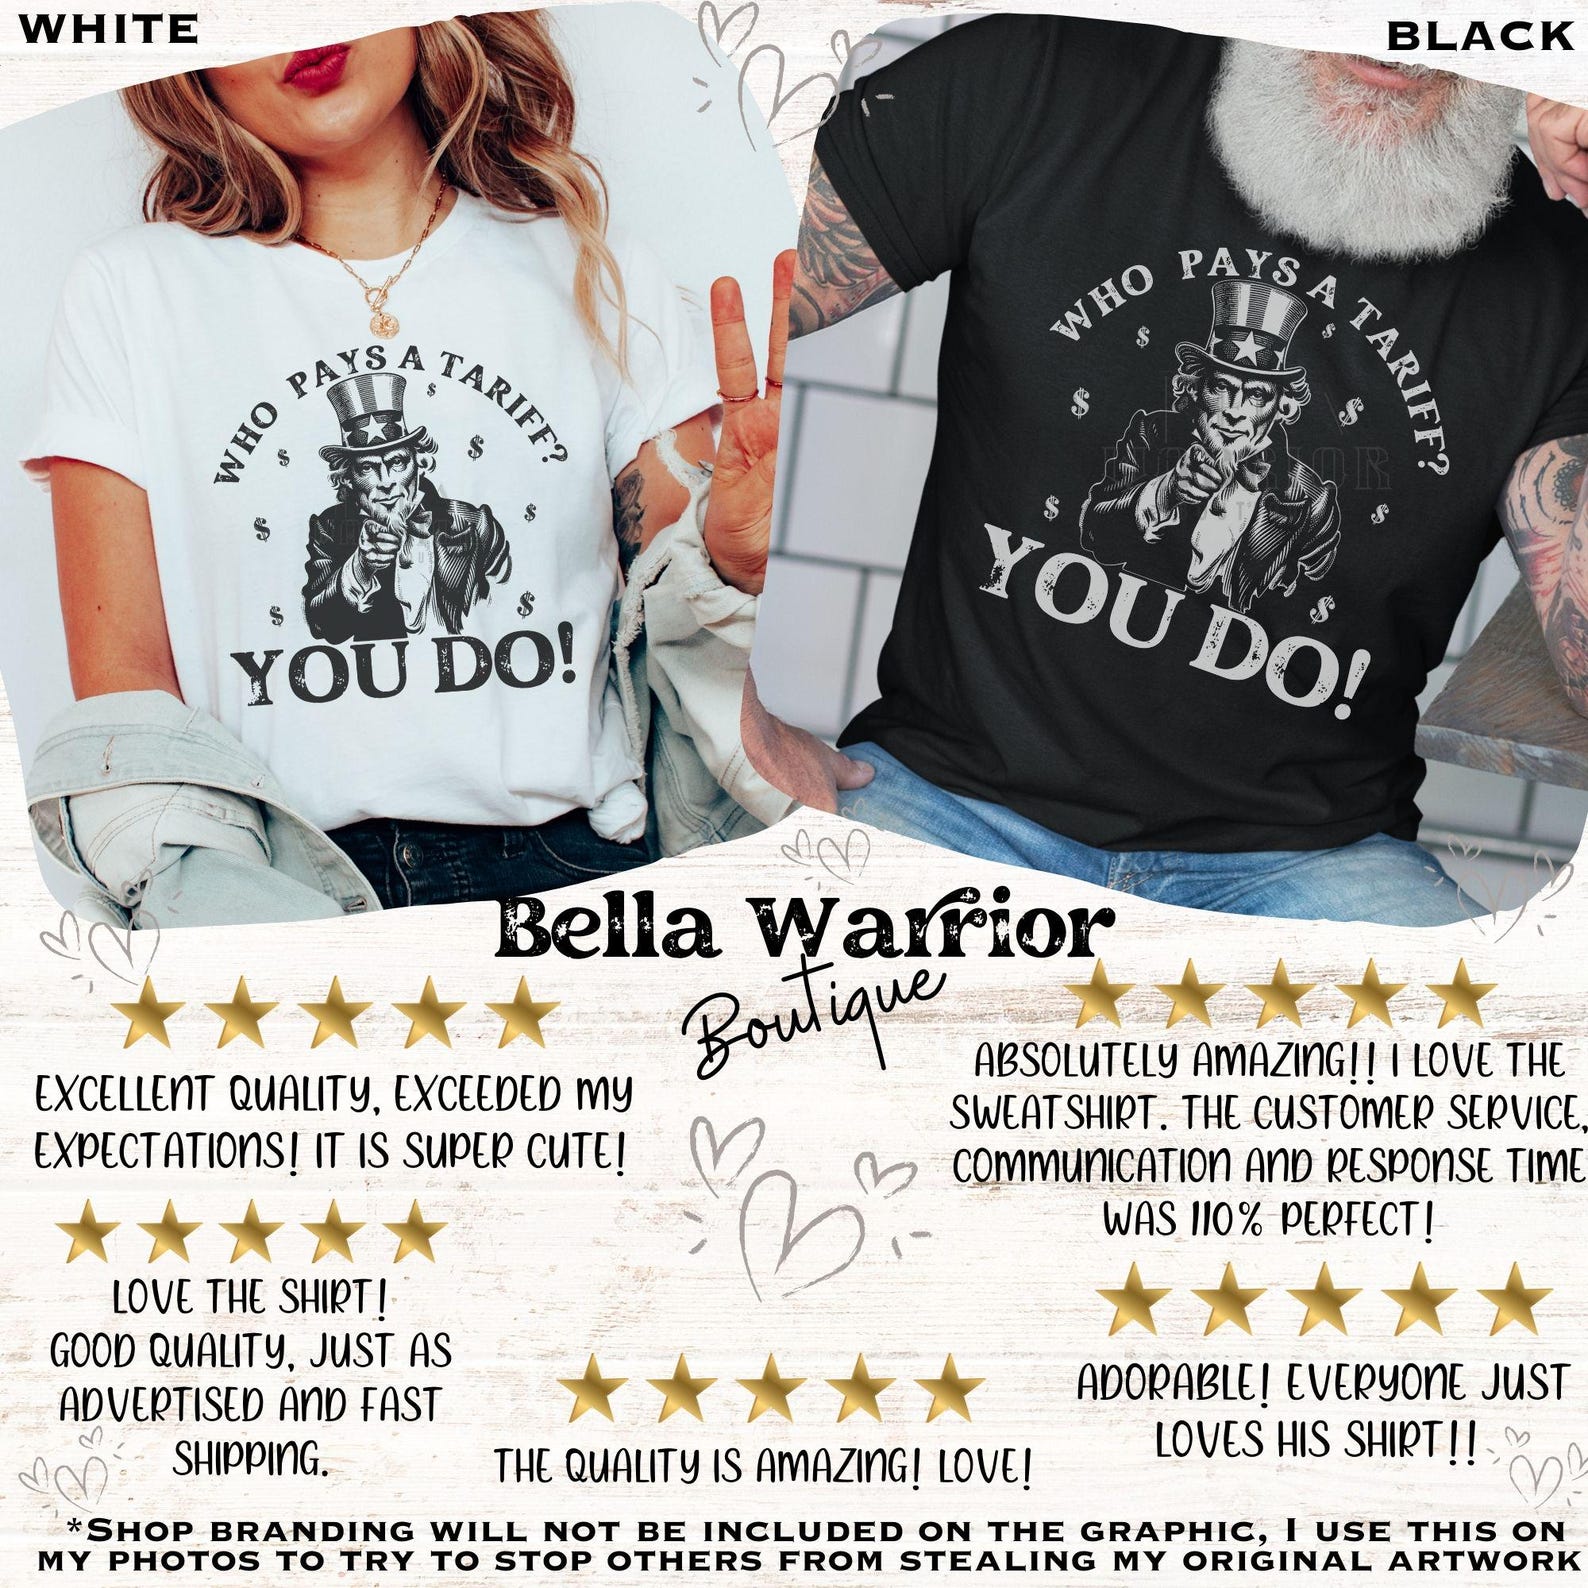 WHITE
BLACK
WHO PAYS A TARIFF?
$ $ $ $ $ $ $
YOU DO!
WHO PAYS A TARIFF?
$ $ $ $ $ $ $
YOU DO!
Bella Warrior
Boutique
EXCELLENT QUALITY, EXCEEDED MY
EXPECTATIONS! IT IS SUPER CUTE!
ABSOLUTELY AMAZING!! I LOVE THE
SWEATSHIRT. THE CUSTOMER SERVICE,
COMMUNICATION AND RESPONSE TIME
WAS 110% PERFECT!
LOVE THE SHIRT!
GOOD QUALITY, JUST AS
ADVERTISED AND FAST
SHIPPING.
THE QUALITY IS AMAZING! LOVE!
ADORABLE! EVERYONE JUST
LOVES HIS SHIRT!!
*SHOP BRANDING WILL NOT BE INCLUDED ON THE GRAPHIC, I USE THIS ON
MY PHOTOS TO TRY TO STOP OTHERS FROM STEALING MY ORIGINAL ARTWORK